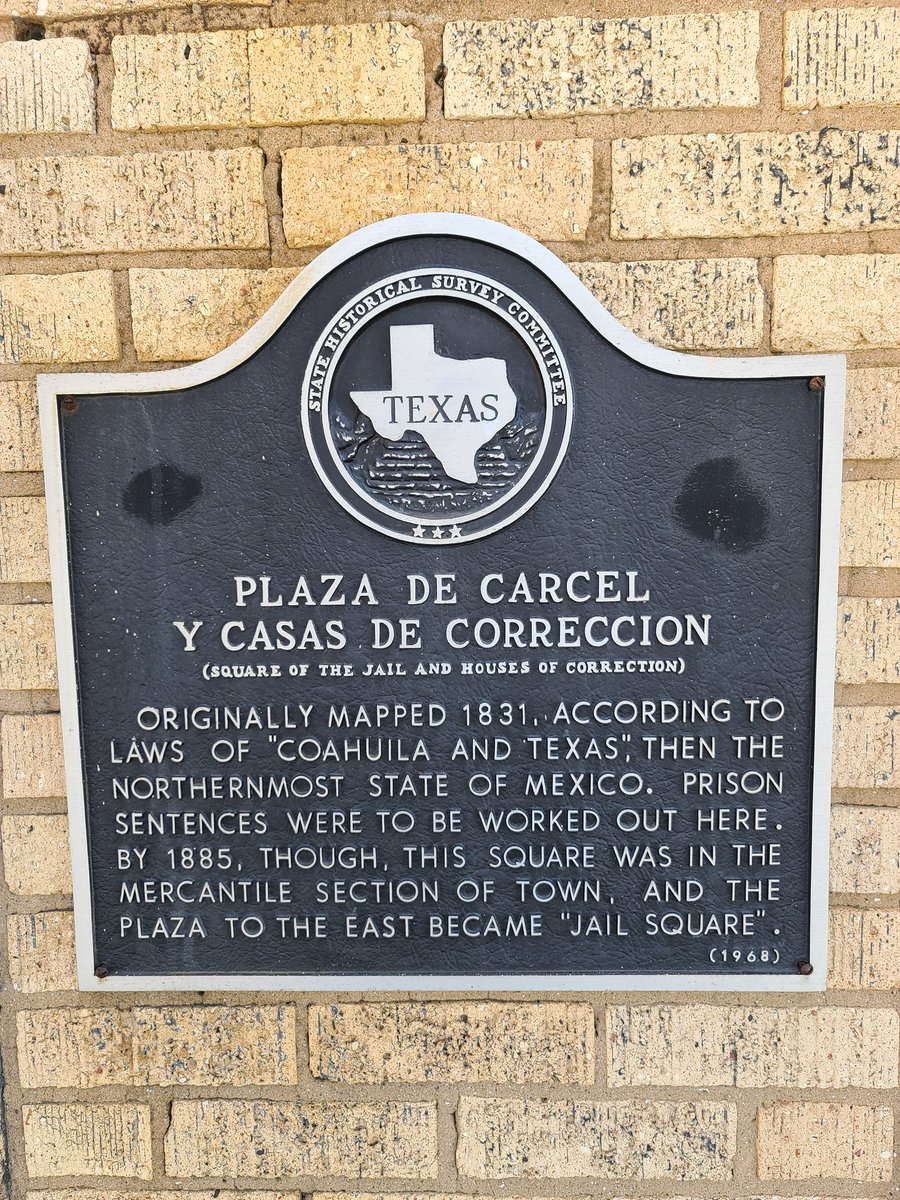 STATE HISTORICAL SURVEY COMMITTEE
TEXAS
PLAZA DE CARCEL
Y CASAS DE CORRECCION
(SQUARE OF THE JAIL AND HOUSES OF CORRECTION)
ORIGINALLY MAPPED 1831, ACCORDING TO
LAWS OF "COAHUILA AND TEXAS", THEN THE
NORTHERNMOST STATE OF MEXICO. PRISON
SENTENCES WERE TO BE WORKED OUT HERE.
BY 1885, THOUGH, THIS SQUARE WAS IN THE
MERCANTILE SECTION OF TOWN, AND THE
PLAZA TO THE EAST BECAME "JAIL SQUARE".
(1968)